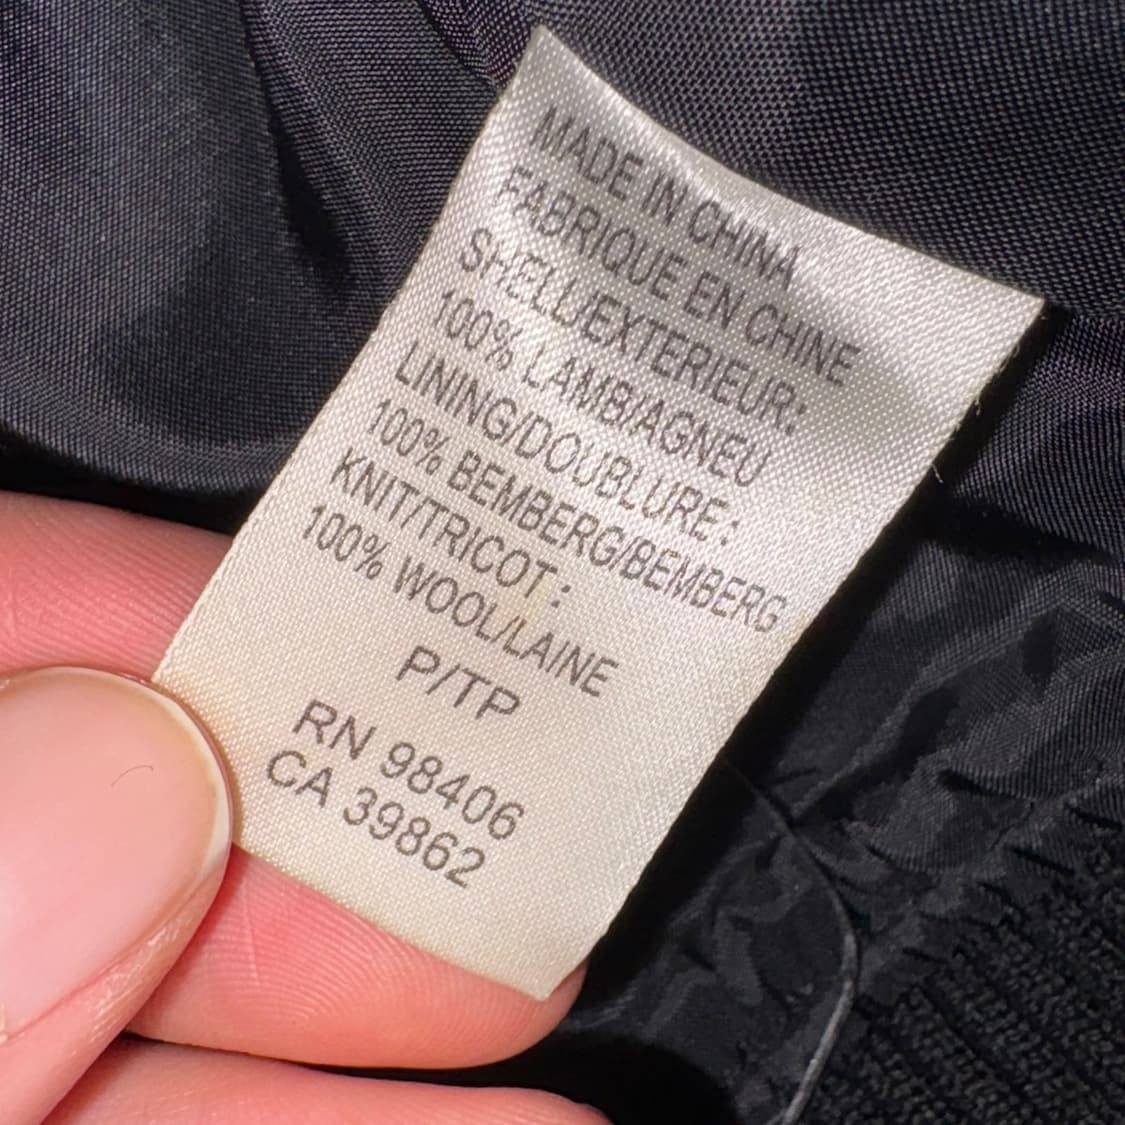 MADE IN CHINA
FABRIQUE EN CHINE
SHELL/EXTERIEUR:
100% LAMB/AGNEU
LINING/DOUBLURE:
100% BEMBERG/BEMBERG
KNIT/TRICOT:
100% WOOL/LAINE
P/TP
RN 98406
CA 39862